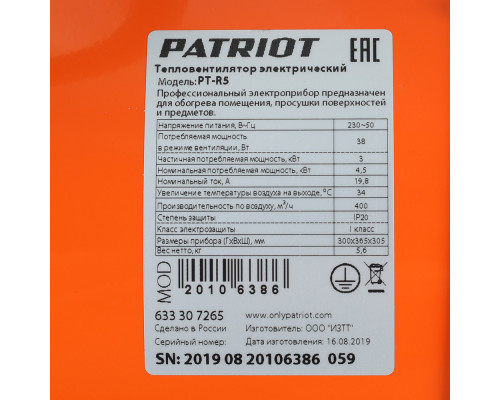 PATRIOT EAC
Тепловентилятор электрический
Модель: PT-R5
Профессиональный электроприбор предназначен
для обогрева помещения, просушки поверхностей
и предметов.
Напряжение питания, В~Гц 230~50
Потребляемая мощность
в режиме вентиляции, Вт 38
Частичная потребляемая мощность, кВт 3
Номинальная потребляемая мощность, кВт 4,5
Номинальный ток, А 19,8
Увеличение температуры воздуха на выходе, °С 34
Производительность по воздуху, м³/ч 400
Степень защиты IP20
Класс электрозащиты I класс
Размеры прибора (ГхВхШ), мм 300x365x305
Вес нетто, кг 5,6
MOD
20106386
633 30 7265 www.onlypatriot.com
Сделано в России Изготовитель: ООО "ИЗТТ"
Серийный номер: Дата изготовления: 16.08.2019
SN: 2019 08 20106386 059